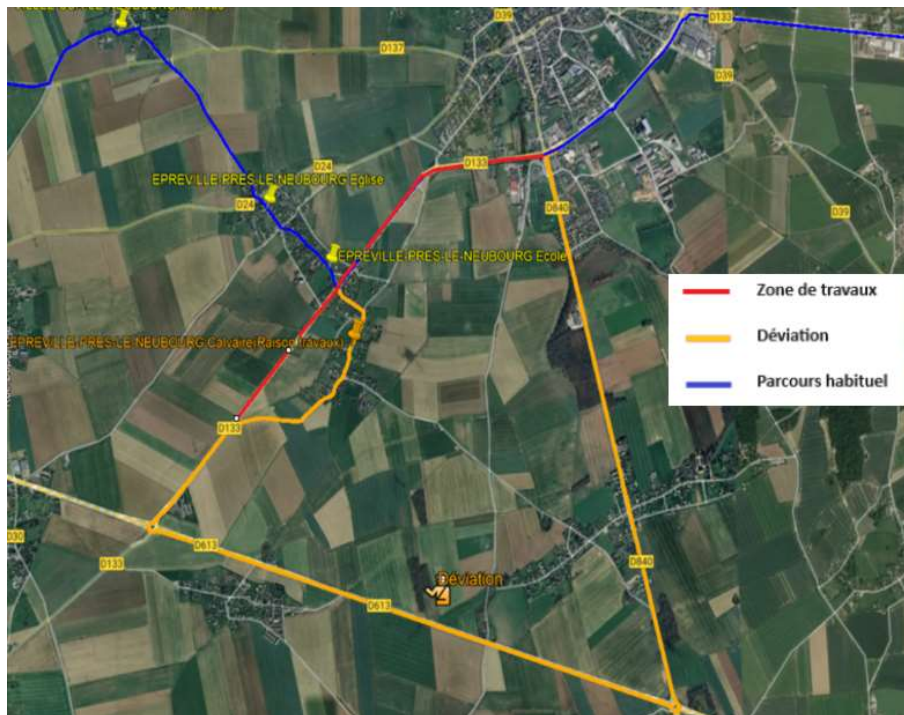 D39
D133
D137
D39
D24
D133
EPREVILLE-PRES-LE-NEUBOURG Eglise
D24
D840
D39
EPREVILLE-PRES-LE-NEUBOURG Ecole
Zone de travaux
Déviation
Parcours habituel
EPREVILLE-PRES-LE-NEUBOURG Calvaire(Raison travaux)
D133
D30
D613
D133
D840
Déviation
D613